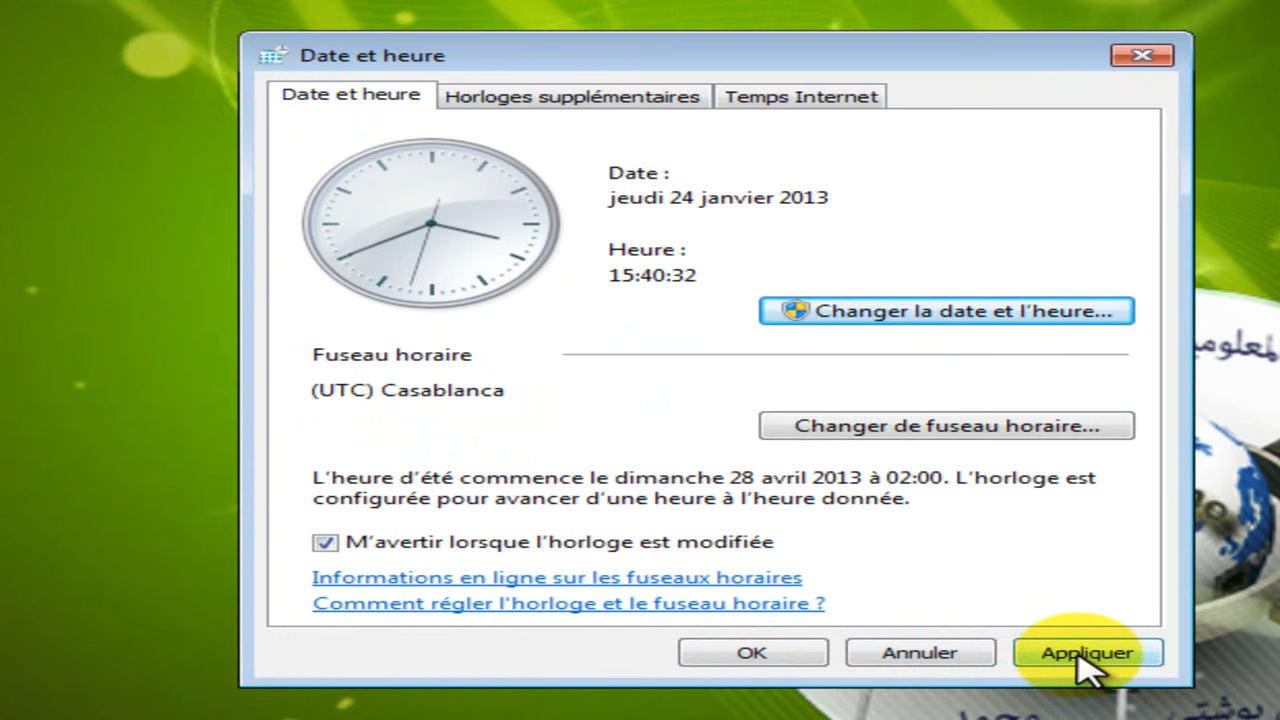 Date et heure
Date et heure
Horloges supplémentaires
Temps Internet
Date :
jeudi 24 janvier 2013
Heure :
15:40:32
Changer la date et l'heure...
Fuseau horaire
(UTC) Casablanca
Changer de fuseau horaire...
L'heure d'été commence le dimanche 28 avril 2013 à 02:00. L'horloge est
configurée pour avancer d'une heure à l'heure donnée.
M'avertir lorsque l'horloge est modifiée
Informations en ligne sur les fuseaux horaires
Comment régler l'horloge et le fuseau horaire ?
OK
Annuler
Appliquer